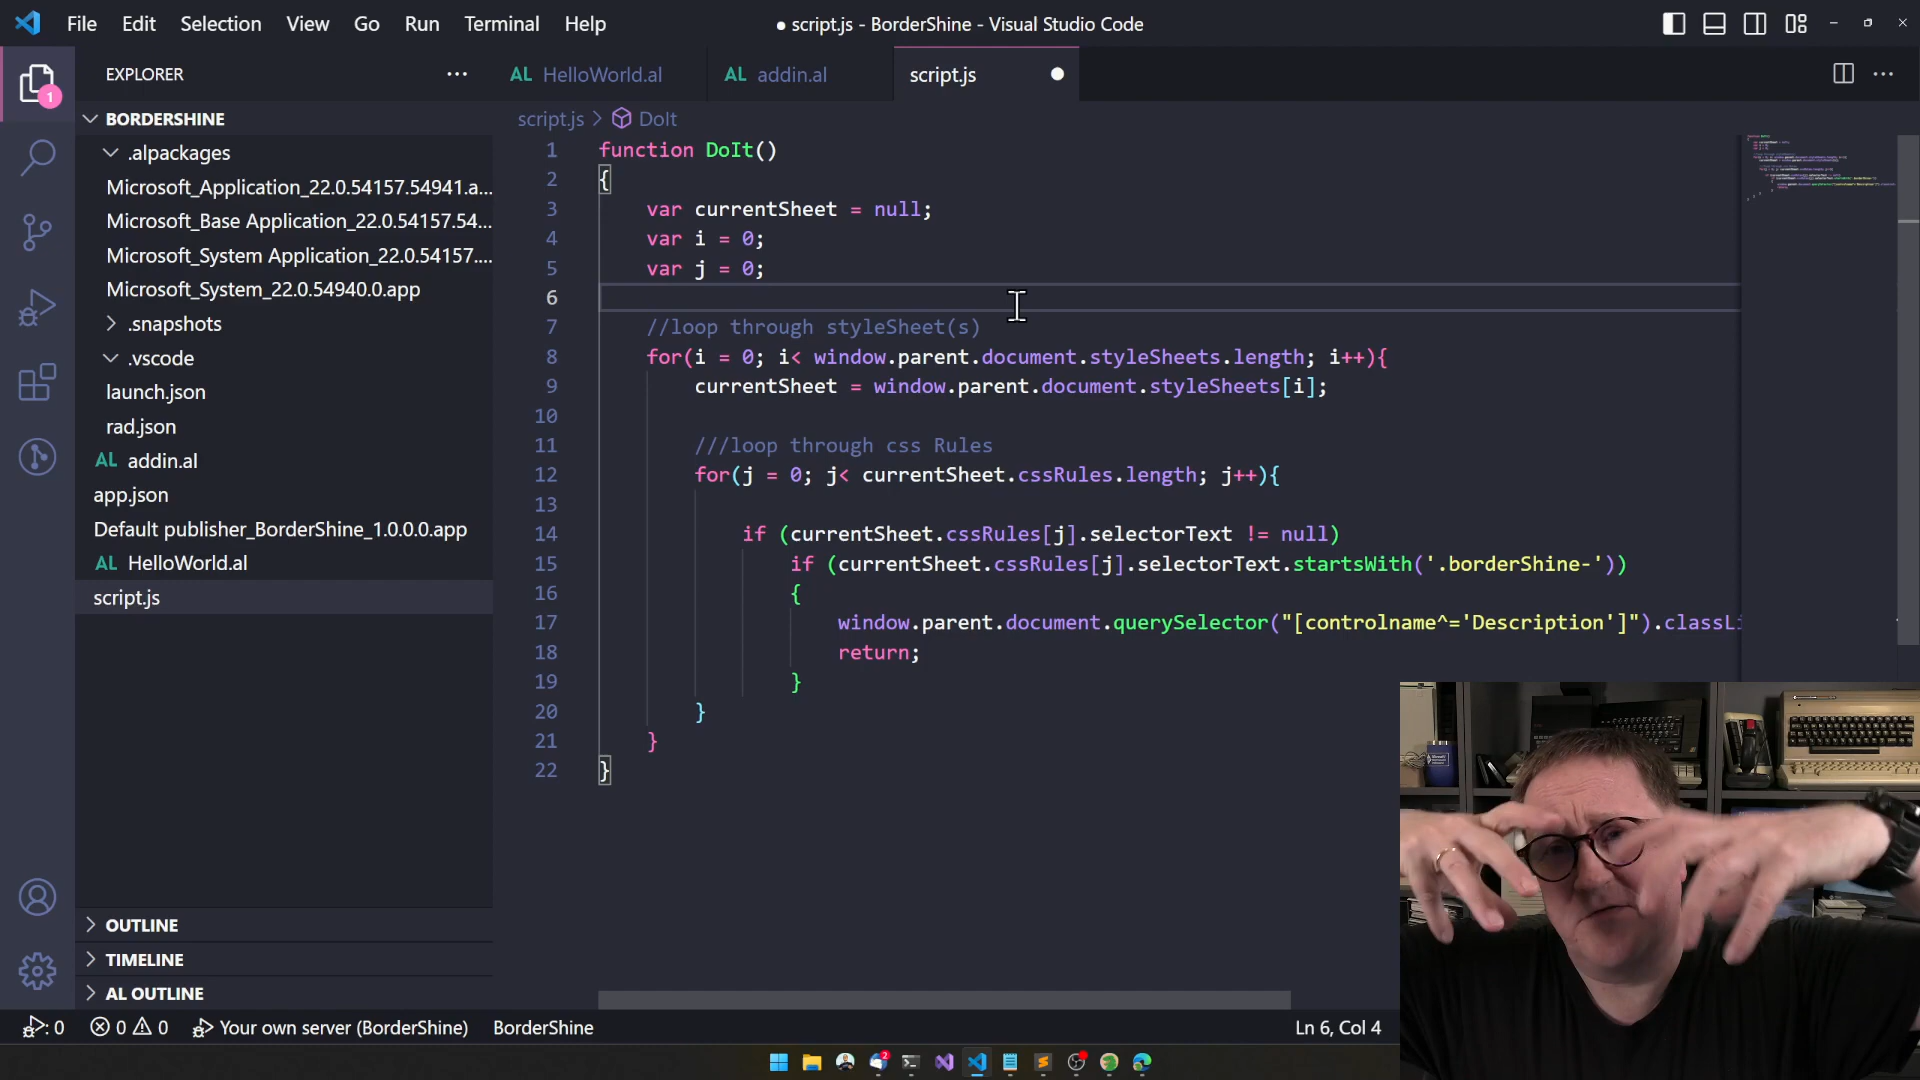 File Edit Selection View Go Run Terminal Help
● script.js - BorderShine - Visual Studio Code
EXPLORER
1
BORDERSHINE
.alpackages
Microsoft_Application_22.0.54157.54941.a...
Microsoft_Base Application_22.0.54157.54...
Microsoft_System Application_22.0.54157....
Microsoft_System_22.0.54940.0.app
.snapshots
.vscode
launch.json
rad.json
AL addin.al
app.json
Default publisher_BorderShine_1.0.0.0.app
AL HelloWorld.al
script.js
OUTLINE
TIMELINE
AL OUTLINE
AL HelloWorld.al
AL addin.al
script.js
script.js > DoIt
1 function DoIt()
2 {
3 var currentSheet = null;
4 var i = 0;
5 var j = 0;
6
7 //loop through styleSheet(s)
8 for(i = 0; i< window.parent.document.styleSheets.length; i++){
9 currentSheet = window.parent.document.styleSheets[i];
10
11 ///loop through css Rules
12 for(j = 0; j< currentSheet.cssRules.length; j++){
13
14 if (currentSheet.cssRules[j].selectorText != null)
15 if (currentSheet.cssRules[j].selectorText.startsWith('.borderShine-'))
16 {
17 window.parent.document.querySelector("[controlname^='Description']").classLi
18 return;
19 }
20 }
21 }
22 }
0 0 0 Your own server (BorderShine) BorderShine
Ln 6, Col 4
2